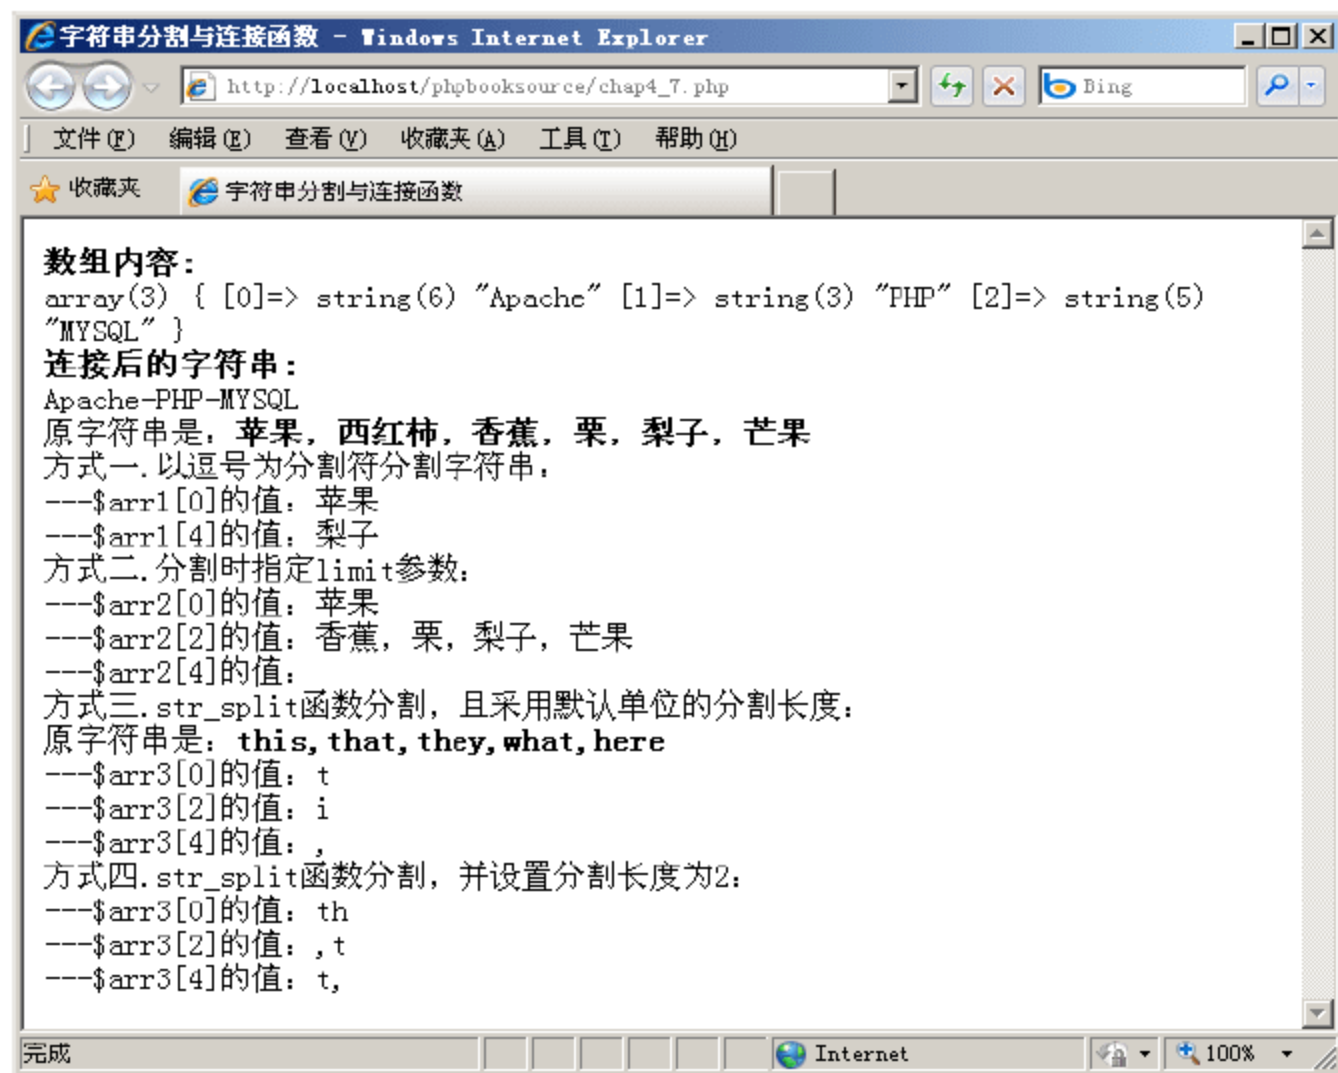 字符串分割与连接函数 - Windows Internet Explorer
http://localhost/phpbooksource/chap4_7.php
Bing
文件(F) 编辑(E) 查看(V) 收藏夹(A) 工具(T) 帮助(H)
收藏夹 字符串分割与连接函数
数组内容:
array(3) { [0]=> string(6) "Apache" [1]=> string(3) "PHP" [2]=> string(5)
"MYSQL" }
连接后的字符串:
Apache-PHP-MYSQL
原字符串是：苹果，西红柿，香蕉，栗，梨子，芒果
方式一.以逗号为分割符分割字符串：
---$arr1[0]的值：苹果
---$arr1[4]的值：梨子
方式二.分割时指定limit参数：
---$arr2[0]的值：苹果
---$arr2[2]的值：香蕉，栗，梨子，芒果
---$arr2[4]的值：
方式三.str_split函数分割，且采用默认单位的分割长度：
原字符串是：this,that,they,what,here
---$arr3[0]的值：t
---$arr3[2]的值：i
---$arr3[4]的值：,
方式四.str_split函数分割，并设置分割长度为2：
---$arr3[0]的值：th
---$arr3[2]的值：,t
---$arr3[4]的值：t,
完成 Internet 100%